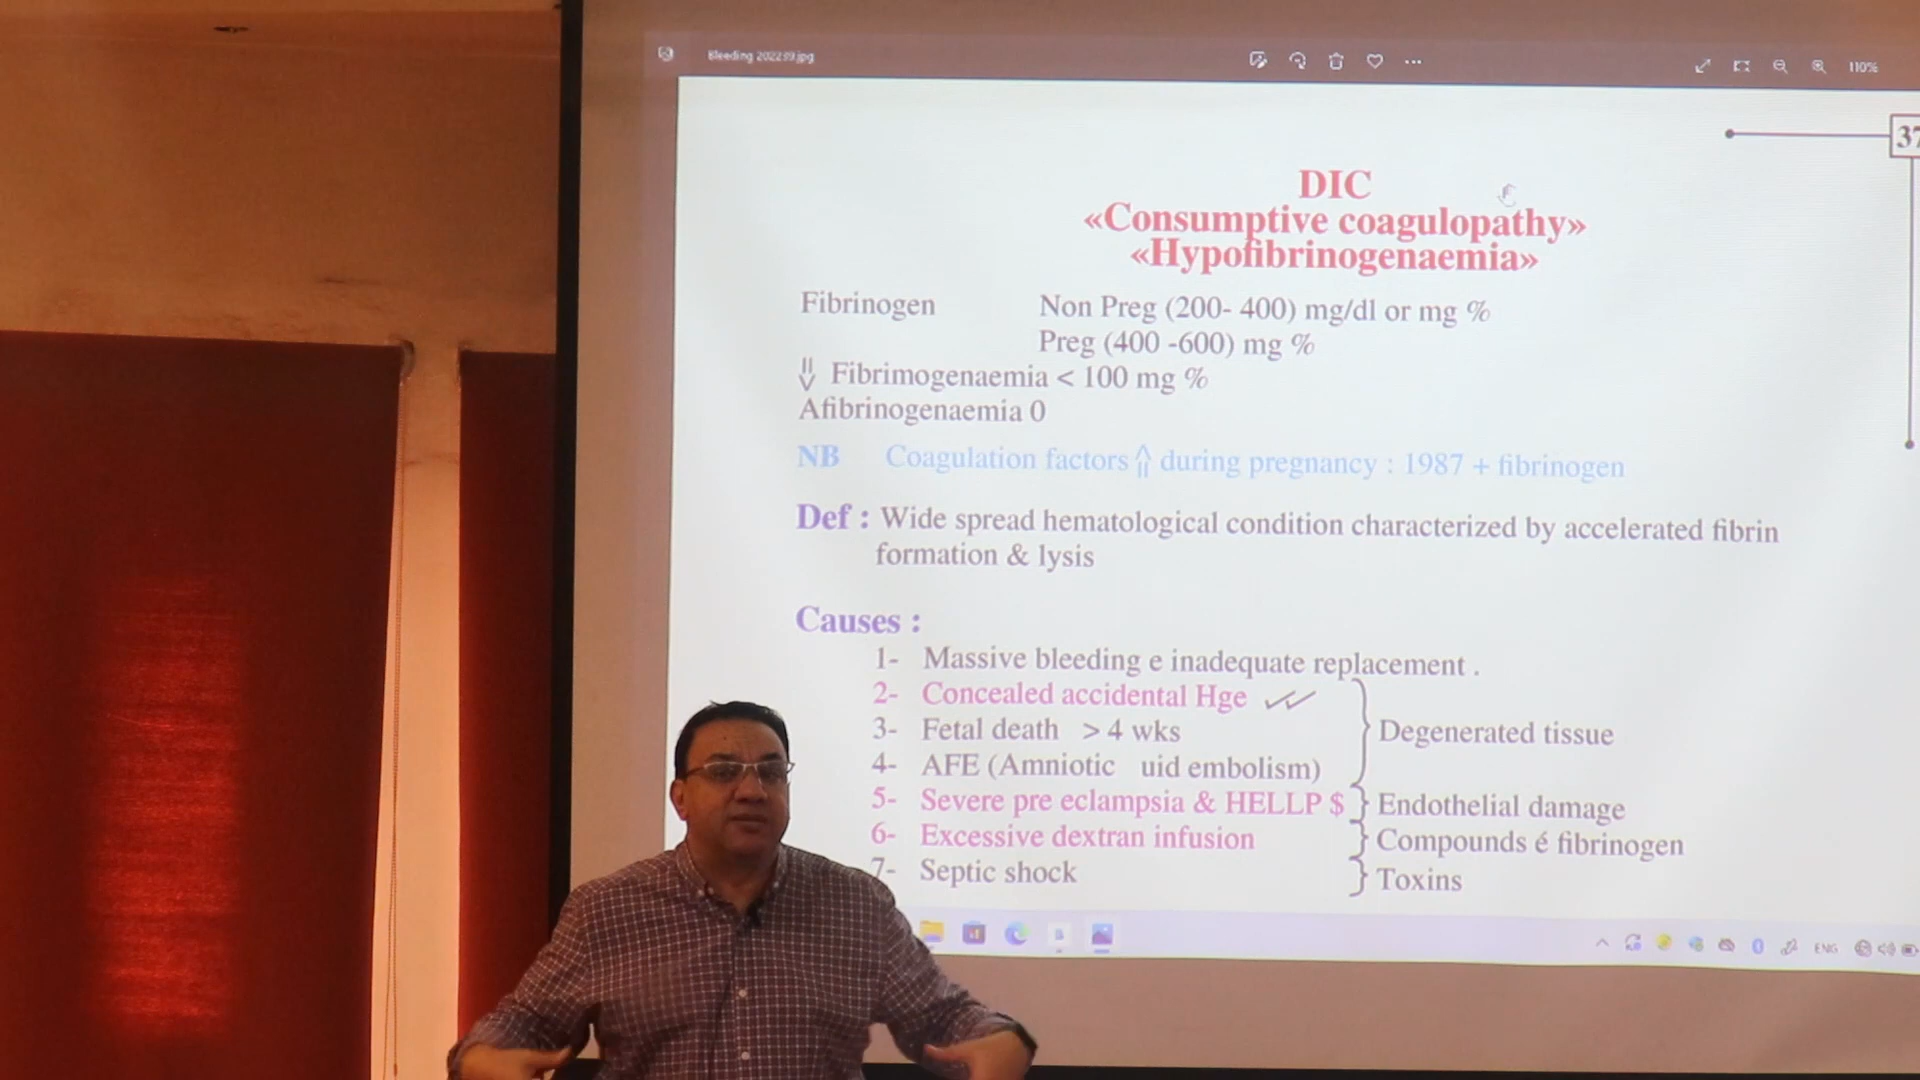 Bleeding 202239.jpg
110%
37
DIC
«Consumptive coagulopathy»
«Hypofibrinogenaemia»
Fibrinogen Non Preg (200- 400) mg/dl or mg %
Preg (400 -600) mg %
Fibrimogenaemia < 100 mg %
Afibrinogenaemia 0
NB Coagulation factors ⇑ during pregnancy : 1987 + fibrinogen
Def : Wide spread hematological condition characterized by accelerated fibrin
formation & lysis
Causes :
1- Massive bleeding e inadequate replacement .
2- Concealed accidental Hge
3- Fetal death > 4 wks
Degenerated tissue
4- AFE (Amniotic uid embolism)
5- Severe pre eclampsia & HELLP $ } Endothelial damage
6- Excessive dextran infusion } Compounds é fibrinogen
7- Septic shock } Toxins
ENG